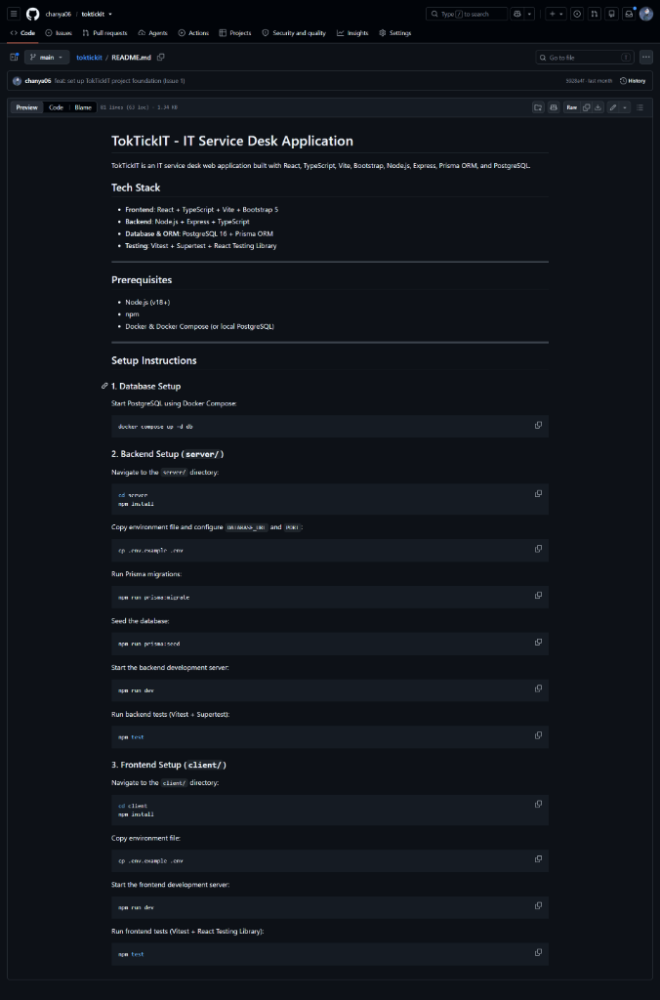 chanya06 / toktickit
Type / to search
Code
Issues
Pull requests
Agents
Actions
Projects
Security and quality
Insights
Settings
main
toktickit / README.md
Go to file
chanya06 feat: set up TokTickIT project foundation (Issue 1)
last month
History
Preview
Code
Blame
81 lines (63 loc) · 1.34 KB
Raw
TokTickIT - IT Service Desk Application
TokTickIT is an IT service desk web application built with React, TypeScript, Vite, Bootstrap, Node.js, Express, Prisma ORM, and PostgreSQL.
Tech Stack
Frontend: React + TypeScript + Vite + Bootstrap 5
Backend: Node.js + Express + TypeScript
Database & ORM: PostgreSQL 16 + Prisma ORM
Testing: Vitest + Supertest + React Testing Library
Prerequisites
Node.js (v18+)
npm
Docker & Docker Compose (or local PostgreSQL)
Setup Instructions
1. Database Setup
Start PostgreSQL using Docker Compose:
docker compose up -d db
2. Backend Setup (server/)
Navigate to the server/ directory:
cd server
npm install
Copy environment file and configure DATABASE_URL and PORT:
cp .env.example .env
Run Prisma migrations:
npm run prisma:migrate
Seed the database:
npm run prisma:seed
Start the backend development server:
npm run dev
Run backend tests (Vitest + Supertest):
npm test
3. Frontend Setup (client/)
Navigate to the client/ directory:
cd client
npm install
Copy environment file:
cp .env.example .env
Start the frontend development server:
npm run dev
Run frontend tests (Vitest + React Testing Library):
npm test